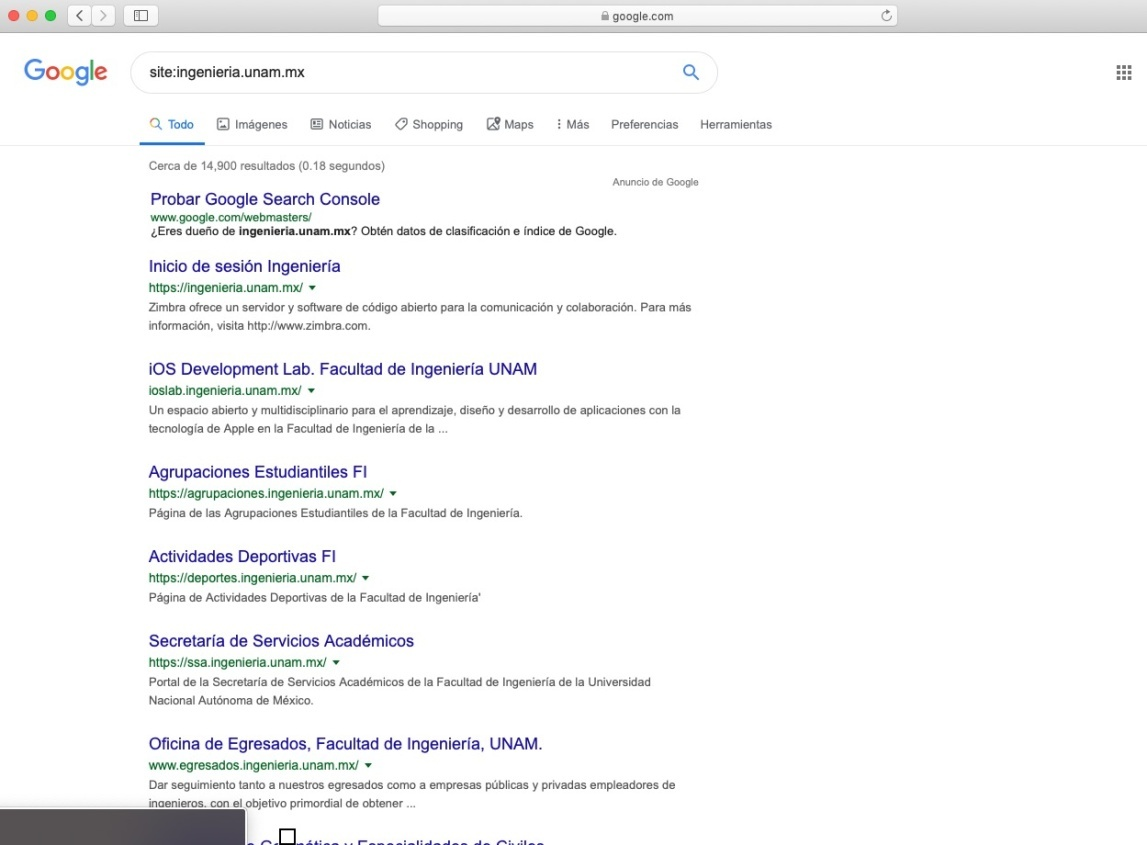 google.com
Google
site:ingenieria.unam.mx
Todo Imágenes Noticias Shopping Maps Más Preferencias Herramientas
Cerca de 14,900 resultados (0.18 segundos)
Anuncio de Google
Probar Google Search Console
www.google.com/webmasters/
¿Eres dueño de ingenieria.unam.mx? Obtén datos de clasificación e índice de Google.
Inicio de sesión Ingeniería
https://ingenieria.unam.mx/
Zimbra ofrece un servidor y software de código abierto para la comunicación y colaboración. Para más
información, visita http://www.zimbra.com.
iOS Development Lab. Facultad de Ingeniería UNAM
ioslab.ingenieria.unam.mx/
Un espacio abierto y multidisciplinario para el aprendizaje, diseño y desarrollo de aplicaciones con la
tecnología de Apple en la Facultad de Ingeniería de la ...
Agrupaciones Estudiantiles FI
https://agrupaciones.ingenieria.unam.mx/
Página de las Agrupaciones Estudiantiles de la Facultad de Ingeniería.
Actividades Deportivas FI
https://deportes.ingenieria.unam.mx/
Página de Actividades Deportivas de la Facultad de Ingeniería'
Secretaría de Servicios Académicos
https://ssa.ingenieria.unam.mx/
Portal de la Secretaría de Servicios Académicos de la Facultad de Ingeniería de la Universidad
Nacional Autónoma de México.
Oficina de Egresados, Facultad de Ingeniería, UNAM.
www.egresados.ingenieria.unam.mx/
Dar seguimiento tanto a nuestros egresados como a empresas públicas y privadas empleadores de
ingenieros, con el objetivo primordial de obtener ...
y Especialidades de Civiles